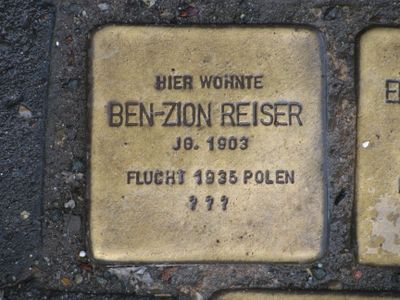 HIER WOHNTE
BEN-ZION REISER
JG. 1903
FLUCHT 1935 POLEN
? ? ?